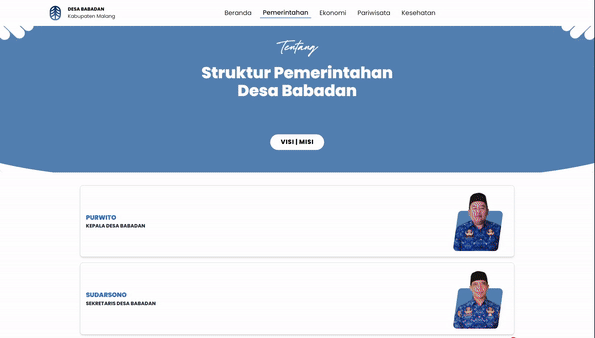 DESA BABADAN
Kabupaten Malang
Beranda Pemerintahan Ekonomi Pariwisata Kesehatan
Tentang
Struktur Pemerintahan
Desa Babadan
VISI | MISI
PURWITO
KEPALA DESA BABADAN
SUDARSONO
SEKRETARIS DESA BABADAN